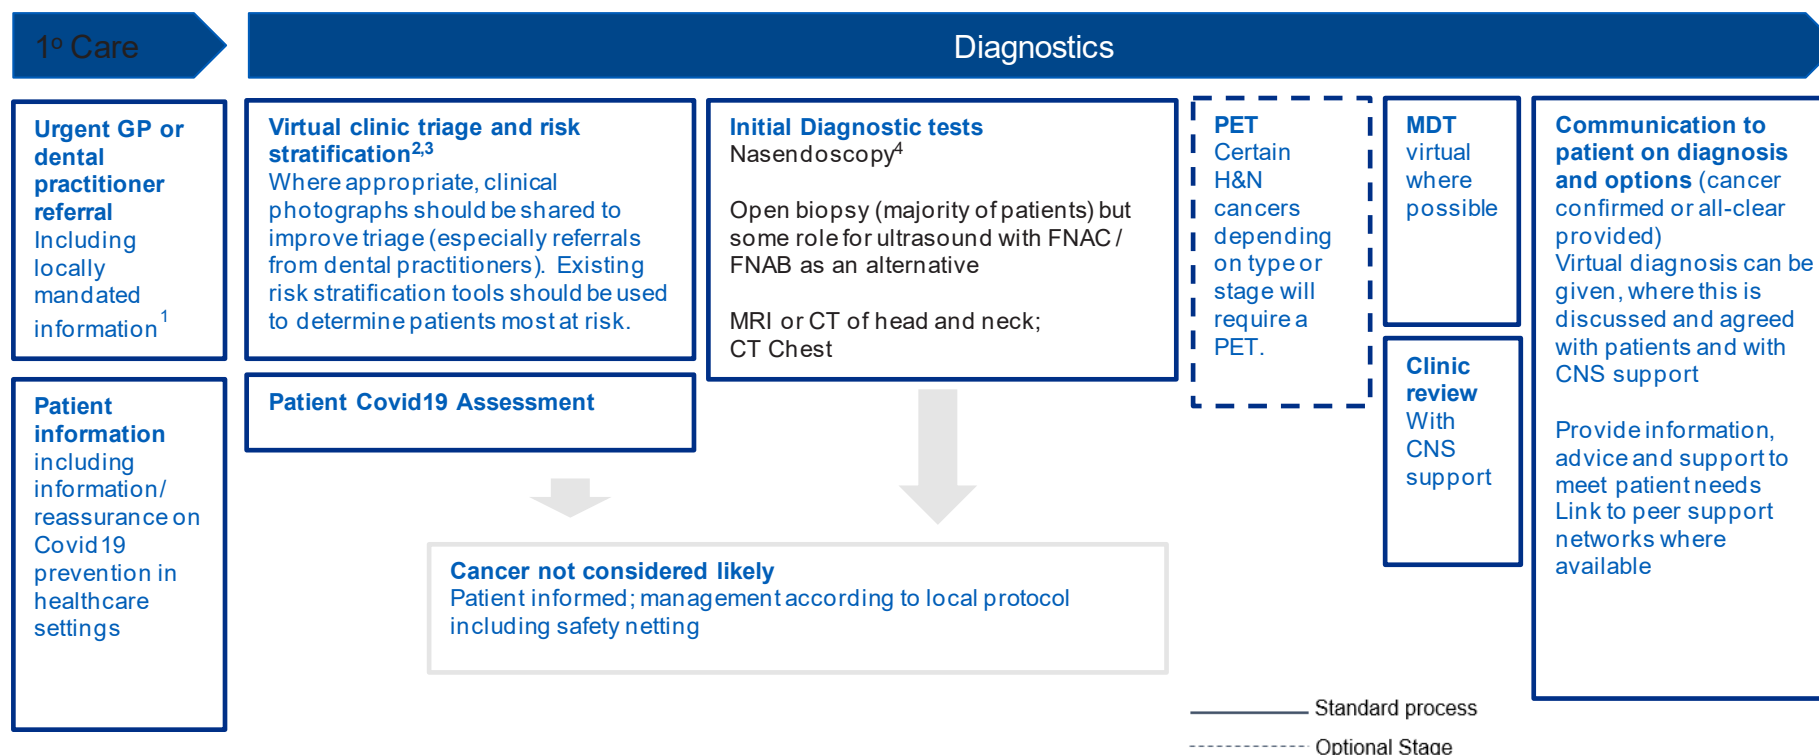 1º Care
Diagnostics
Urgent GP or
dental
practitioner
referral
Including
locally
mandated
information1
Patient
information
including
information/
reassurance on
Covid19
prevention in
healthcare
settings
Virtual clinic triage and risk
stratification2,3
Where appropriate, clinical
photographs should be shared to
improve triage (especially referrals
from dental practitioners). Existing
risk stratification tools should be used
to determine patients most at risk.
Patient Covid19 Assessment
Initial Diagnostic tests
Nasendoscopy4
Open biopsy (majority of patients) but
some role for ultrasound with FNAC /
FNAB as an alternative
MRI or CT of head and neck;
CT Chest
Cancer not considered likely
Patient informed; management according to local protocol
including safety netting
PET
Certain
H&N
cancers
depending
on type or
stage will
require a
PET.
MDT
virtual
where
possible
Clinic
review
With
CNS
support
Communication to
patient on diagnosis
and options (cancer
confirmed or all-clear
provided)
Virtual diagnosis can be
given, where this is
discussed and agreed
with patients and with
CNS support
Provide information,
advice and support to
meet patient needs
Link to peer support
networks where
available
Standard process
Optional Stage